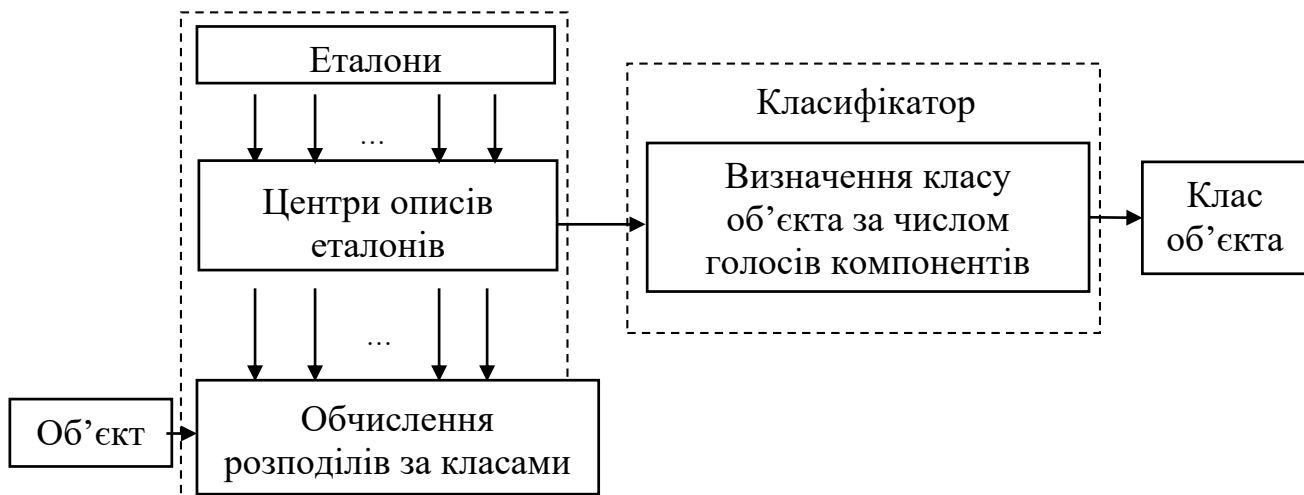 Еталони
...
Центри описів
еталонів
...
Об’єкт
Обчислення
розподілів за класами
Класифікатор
Визначення класу
об’єкта за числом
голосів компонентів
Клас
об’єкта